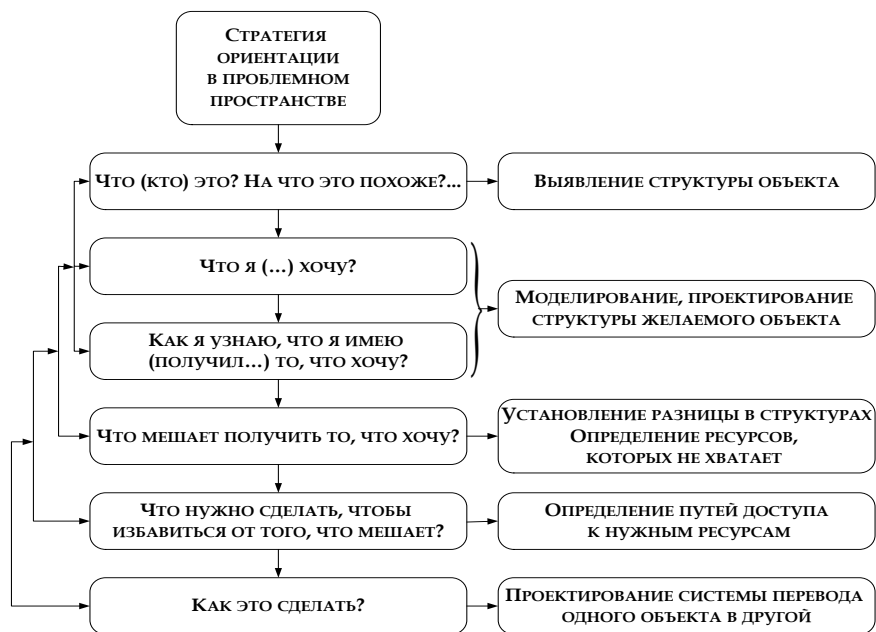 Стратегия
ориентации
в проблемном
пространстве
Что (кто) это? На что это похоже?...
Выявление структуры объекта
Что я (...) хочу?
Как я узнаю, что я имею
(получил...) то, что хочу?
Моделирование, проектирование
структуры желаемого объекта
Что мешает получить то, что хочу?
Установление разницы в структурах
Определение ресурсов,
которых не хватает
Что нужно сделать, чтобы
избавиться от того, что мешает?
Определение путей доступа
к нужным ресурсам
Как это сделать?
Проектирование системы перевода
одного объекта в другой